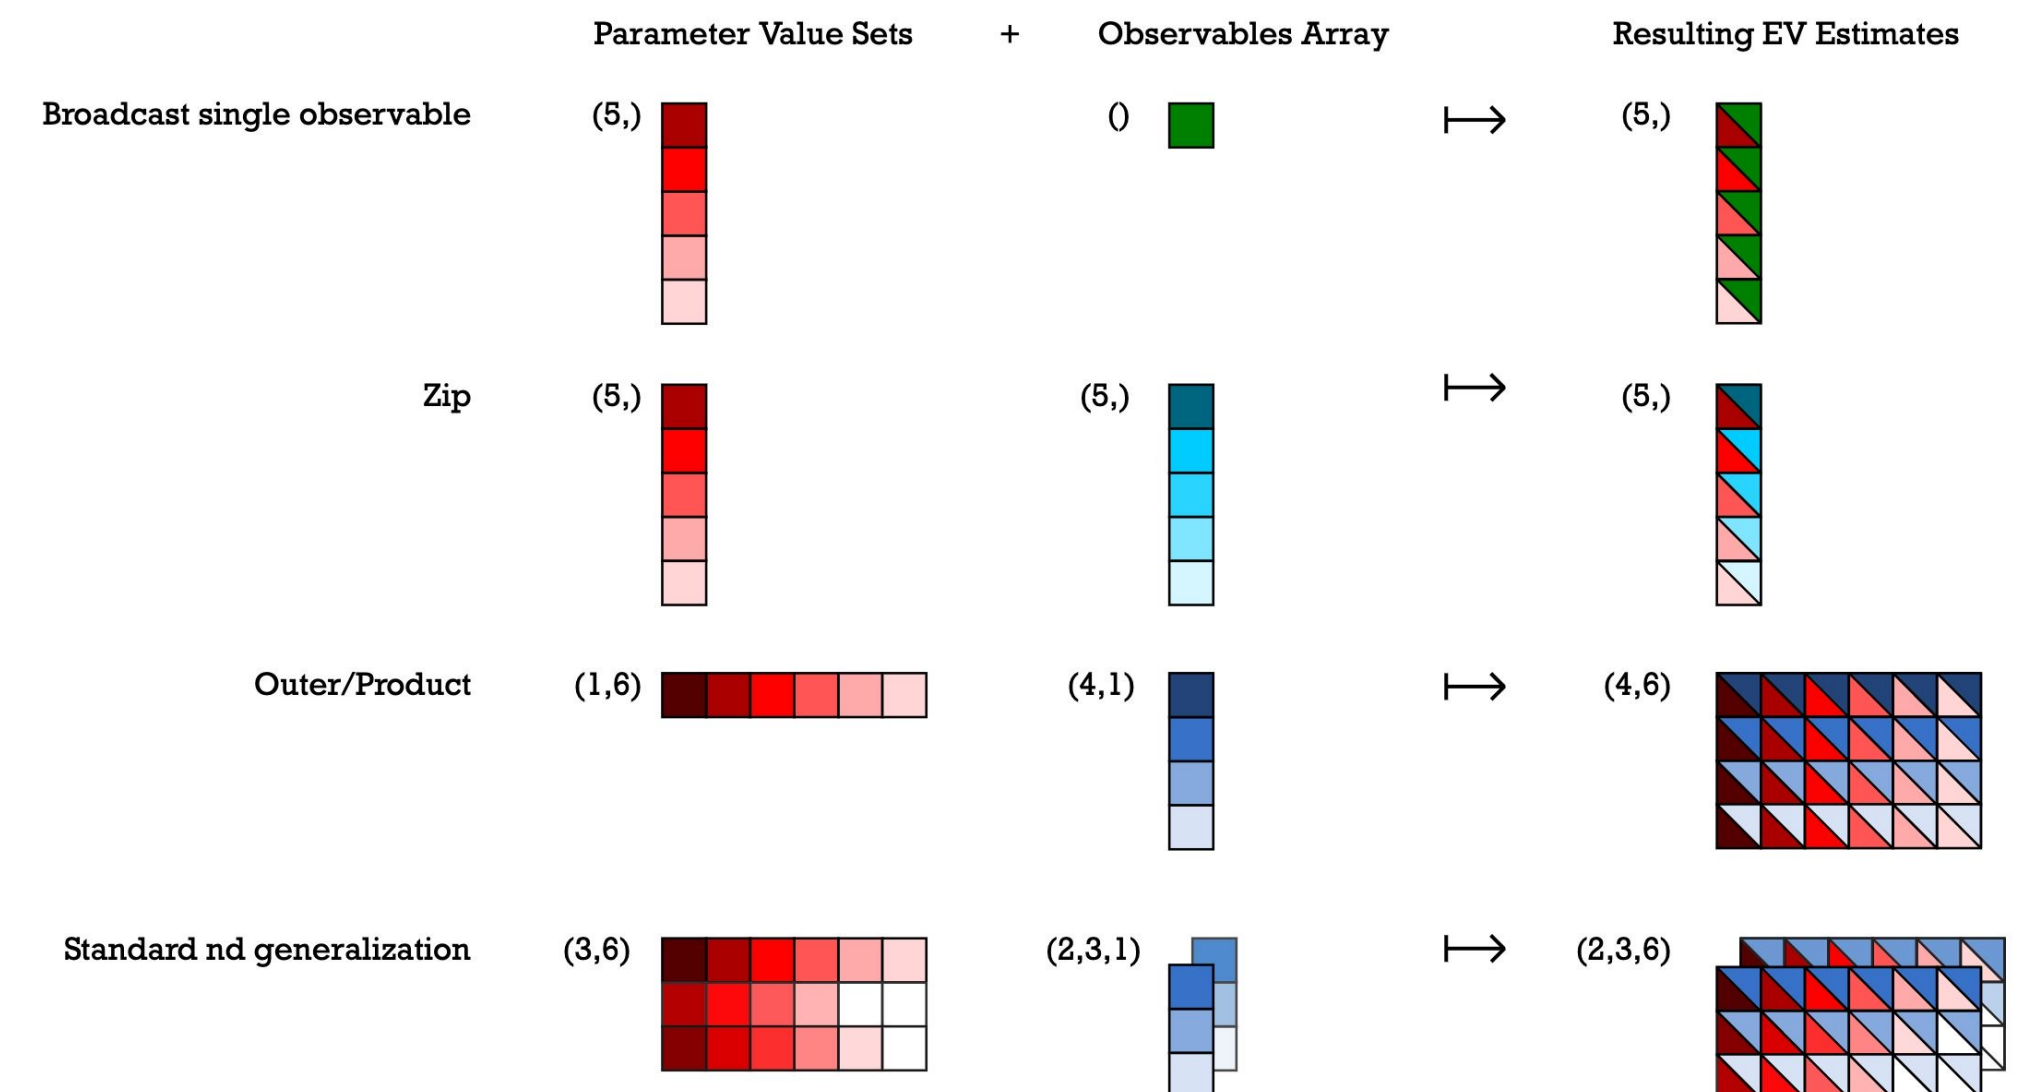 Parameter Value Sets + Observables Array Resulting EV Estimates
Broadcast single observable (5,) () (5,)
Zip (5,) (5,) (5,)
Outer/Product (1,6) (4,1) (4,6)
Standard nd generalization (3,6) (2,3,1) (2,3,6)